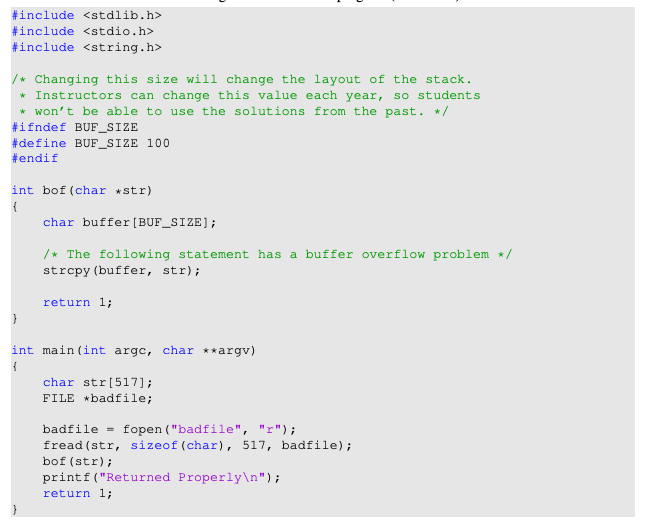 #include <stdlib.h>
#include <stdio.h>
#include <string.h>
/* Changing this size will change the layout of the stack.
* Instructors can change this value each year, so students
* won't be able to use the solutions from the past. */
#ifndef BUF_SIZE
#define BUF_SIZE 100
#endif
int bof(char *str)
{
char buffer[BUF_SIZE];
/* The following statement has a buffer overflow problem */
strcpy(buffer, str);
return 1;
}
int main(int argc, char **argv)
{
char str[517];
FILE *badfile;
badfile = fopen("badfile", "r");
fread(str, sizeof(char), 517, badfile);
bof(str);
printf("Returned Properly\n");
return 1;
}